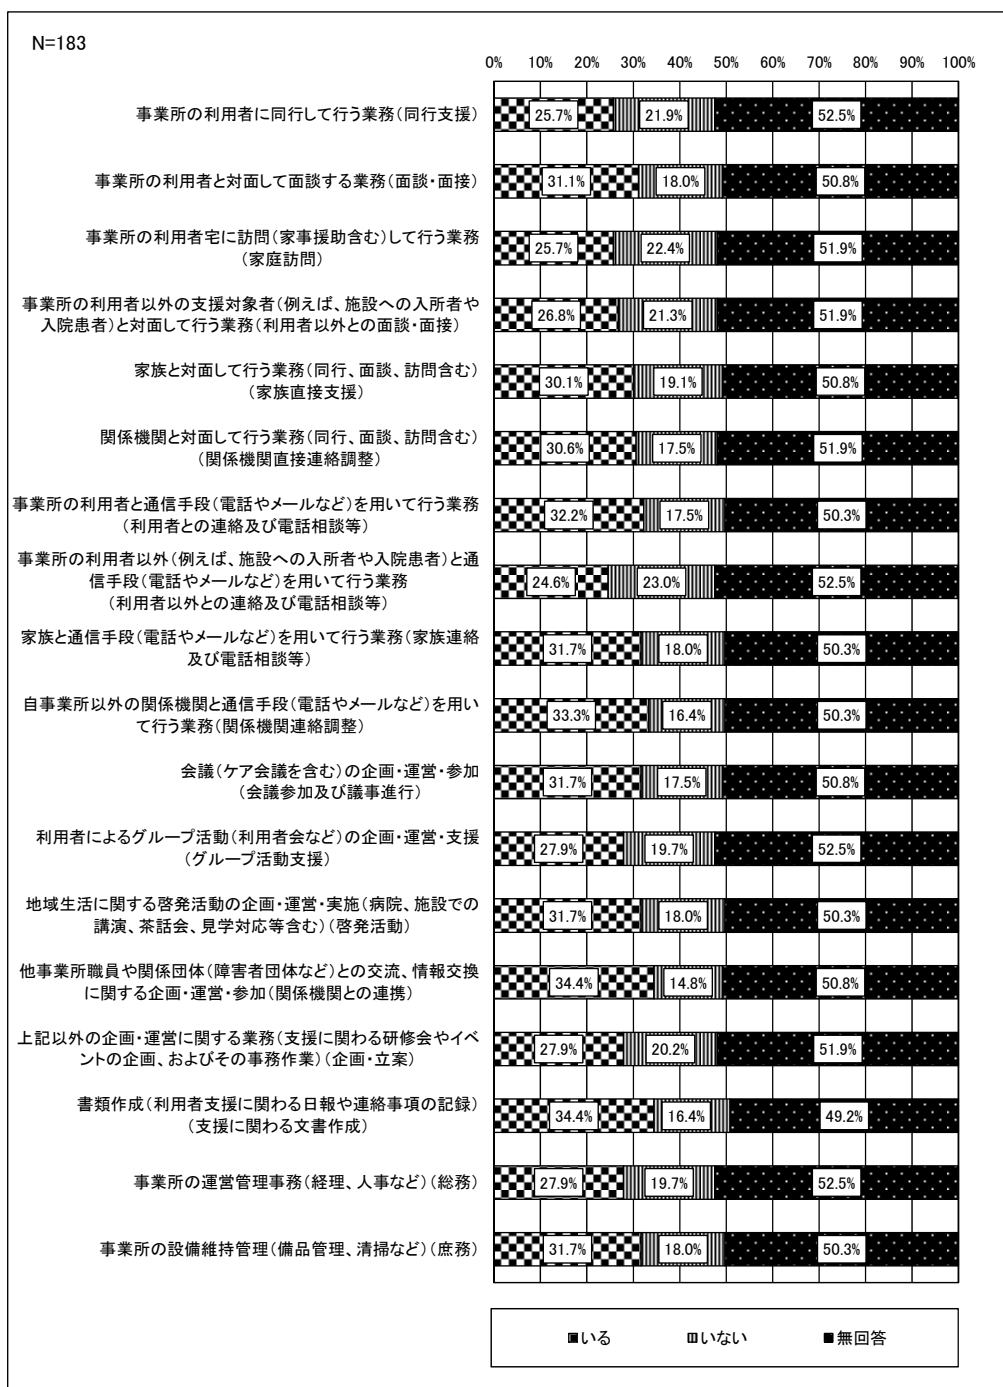 N=183
0% 10% 20% 30% 40% 50% 60% 70% 80% 90% 100%
事業所の利用者に同行して行う業務(同行支援)
25.7% 21.9% 52.5%
事業所の利用者と対面して面談する業務(面談・面接)
31.1% 18.0% 50.8%
事業所の利用者宅に訪問(家事援助含む)して行う業務
(家庭訪問)
25.7% 22.4% 51.9%
事業所の利用者以外の支援対象者(例えば、施設への入所者や
入院患者)と対面して行う業務(利用者以外との面談・面接)
26.8% 21.3% 51.9%
家族と対面して行う業務(同行、面談、訪問含む)
(家族直接支援)
30.1% 19.1% 50.8%
関係機関と対面して行う業務(同行、面談、訪問含む)
(関係機関直接連絡調整)
30.6% 17.5% 51.9%
事業所の利用者と通信手段(電話やメールなど)を用いて行う業務
(利用者との連絡及び電話相談等)
32.2% 17.5% 50.3%
事業所の利用者以外(例えば、施設への入所者や入院患者)と通
信手段(電話やメールなど)を用いて行う業務
(利用者以外との連絡及び電話相談等)
24.6% 23.0% 52.5%
家族と通信手段(電話やメールなど)を用いて行う業務(家族連絡
及び電話相談等)
31.7% 18.0% 50.3%
自事業所以外の関係機関と通信手段(電話やメールなど)を用い
て行う業務(関係機関連絡調整)
33.3% 16.4% 50.3%
会議(ケア会議を含む)の企画・運営・参加
(会議参加及び議事進行)
31.7% 17.5% 50.8%
利用者によるグループ活動(利用者会など)の企画・運営・支援
(グループ活動支援)
27.9% 19.7% 52.5%
地域生活に関する啓発活動の企画・運営・実施(病院、施設での
講演、茶話会、見学対応等含む)(啓発活動)
31.7% 18.0% 50.3%
他事業所職員や関係団体(障害者団体など)との交流、情報交換
に関する企画・運営・参加(関係機関との連携)
34.4% 14.8% 50.8%
上記以外の企画・運営に関する業務(支援に関わる研修会やイベ
ントの企画、およびその事務作業)(企画・立案)
27.9% 20.2% 51.9%
書類作成(利用者支援に関わる日報や連絡事項の記録)
(支援に関わる文書作成)
34.4% 16.4% 49.2%
事業所の運営管理事務(経理、人事など)(総務)
27.9% 19.7% 52.5%
事業所の設備維持管理(備品管理、清掃など)(庶務)
31.7% 18.0% 50.3%
いる いない 無回答